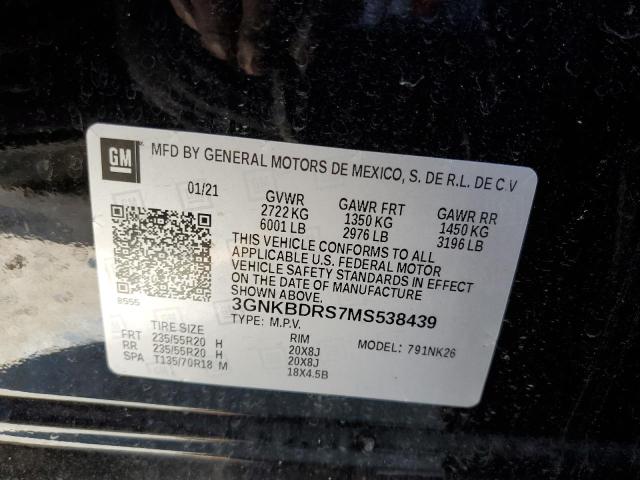 GM MFD BY GENERAL MOTORS DE MEXICO, S. DE R.L. DE C.V
01/21 GVWR GAWR FRT GAWR RR
2722 KG 1350 KG 1450 KG
6001 LB 2976 LB 3196 LB
THIS VEHICLE CONFORMS TO ALL
APPLICABLE U.S. FEDERAL MOTOR
VEHICLE SAFETY STANDARDS IN EFFECT
ON THE DATE OF MANUFACTURE
SHOWN ABOVE.
8555 3GNKBDRS7MS538439
TYPE: M.P.V.
TIRE SIZE RIM MODEL: 791NK26
FRT 235/55R20 H 20X8J
RR 235/55R20 H 20X8J
SPA T135/70R18 M 18X4.5B